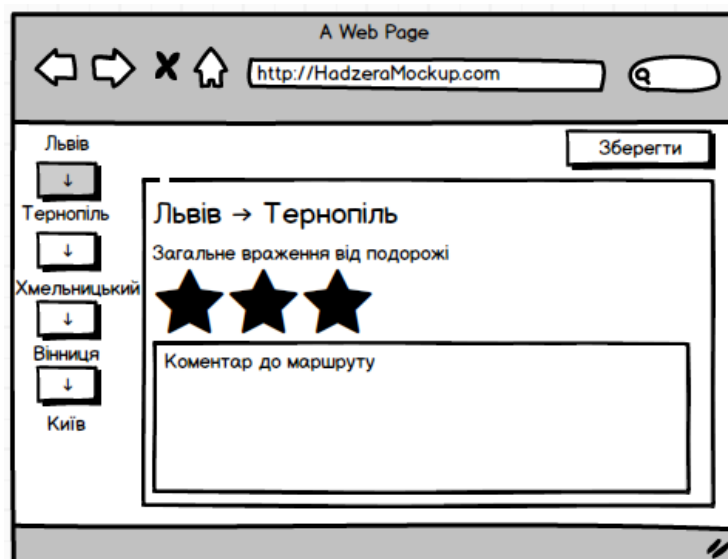 A Web Page
http://HadzeraMockup.com
Львів
Зберегти
↓
Тернопіль
Львів → Тернопіль
↓
Загальне враження від подорожі
Хмельницький
↓
Вінниця
Коментар до маршруту
↓
Київ